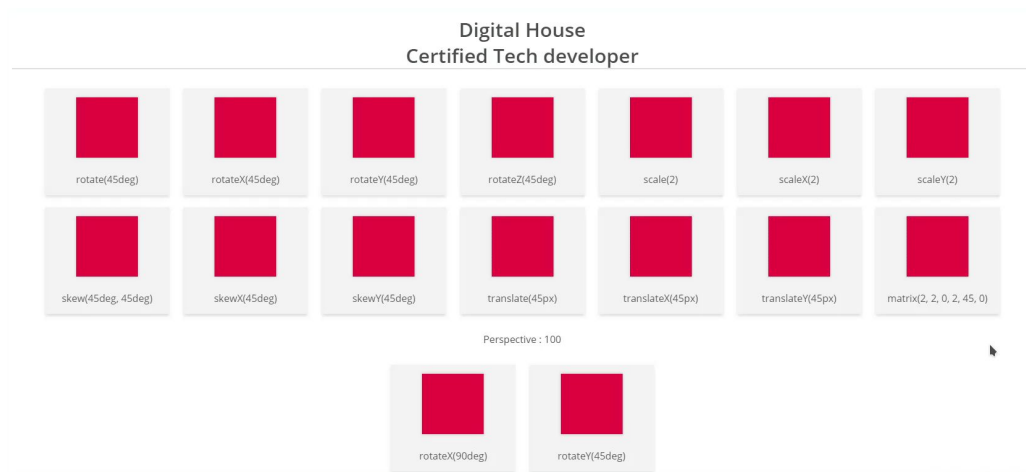 Digital House
Certified Tech developer
rotate(45deg)
rotateX(45deg)
rotateY(45deg)
rotateZ(45deg)
scale(2)
scaleX(2)
scaleY(2)
skew(45deg, 45deg)
skewX(45deg)
skewY(45deg)
translate(45px)
translateX(45px)
translateY(45px)
matrix(2, 2, 0, 2, 45, 0)
Perspective : 100
rotateX(90deg)
rotateY(45deg)